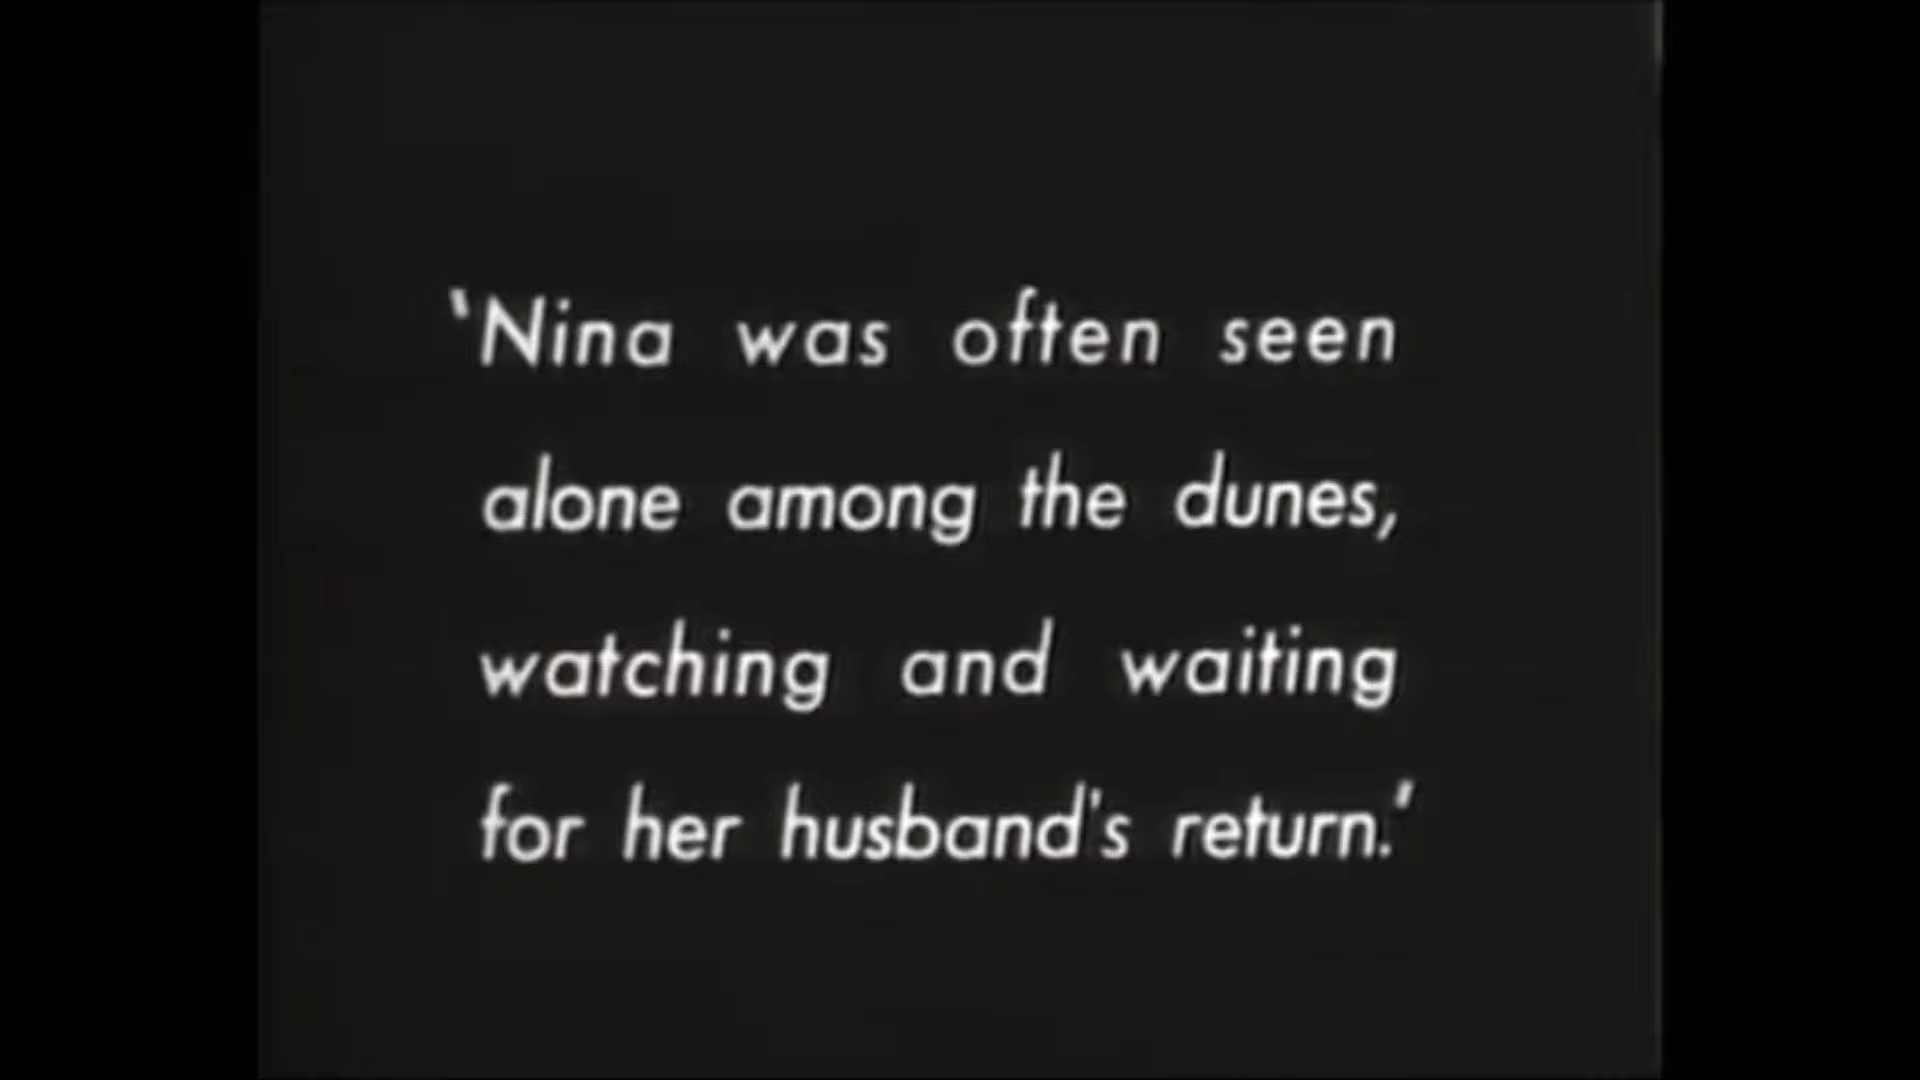 ‘Nina was often seen
alone among the dunes,
watching and waiting
for her husband's return.’